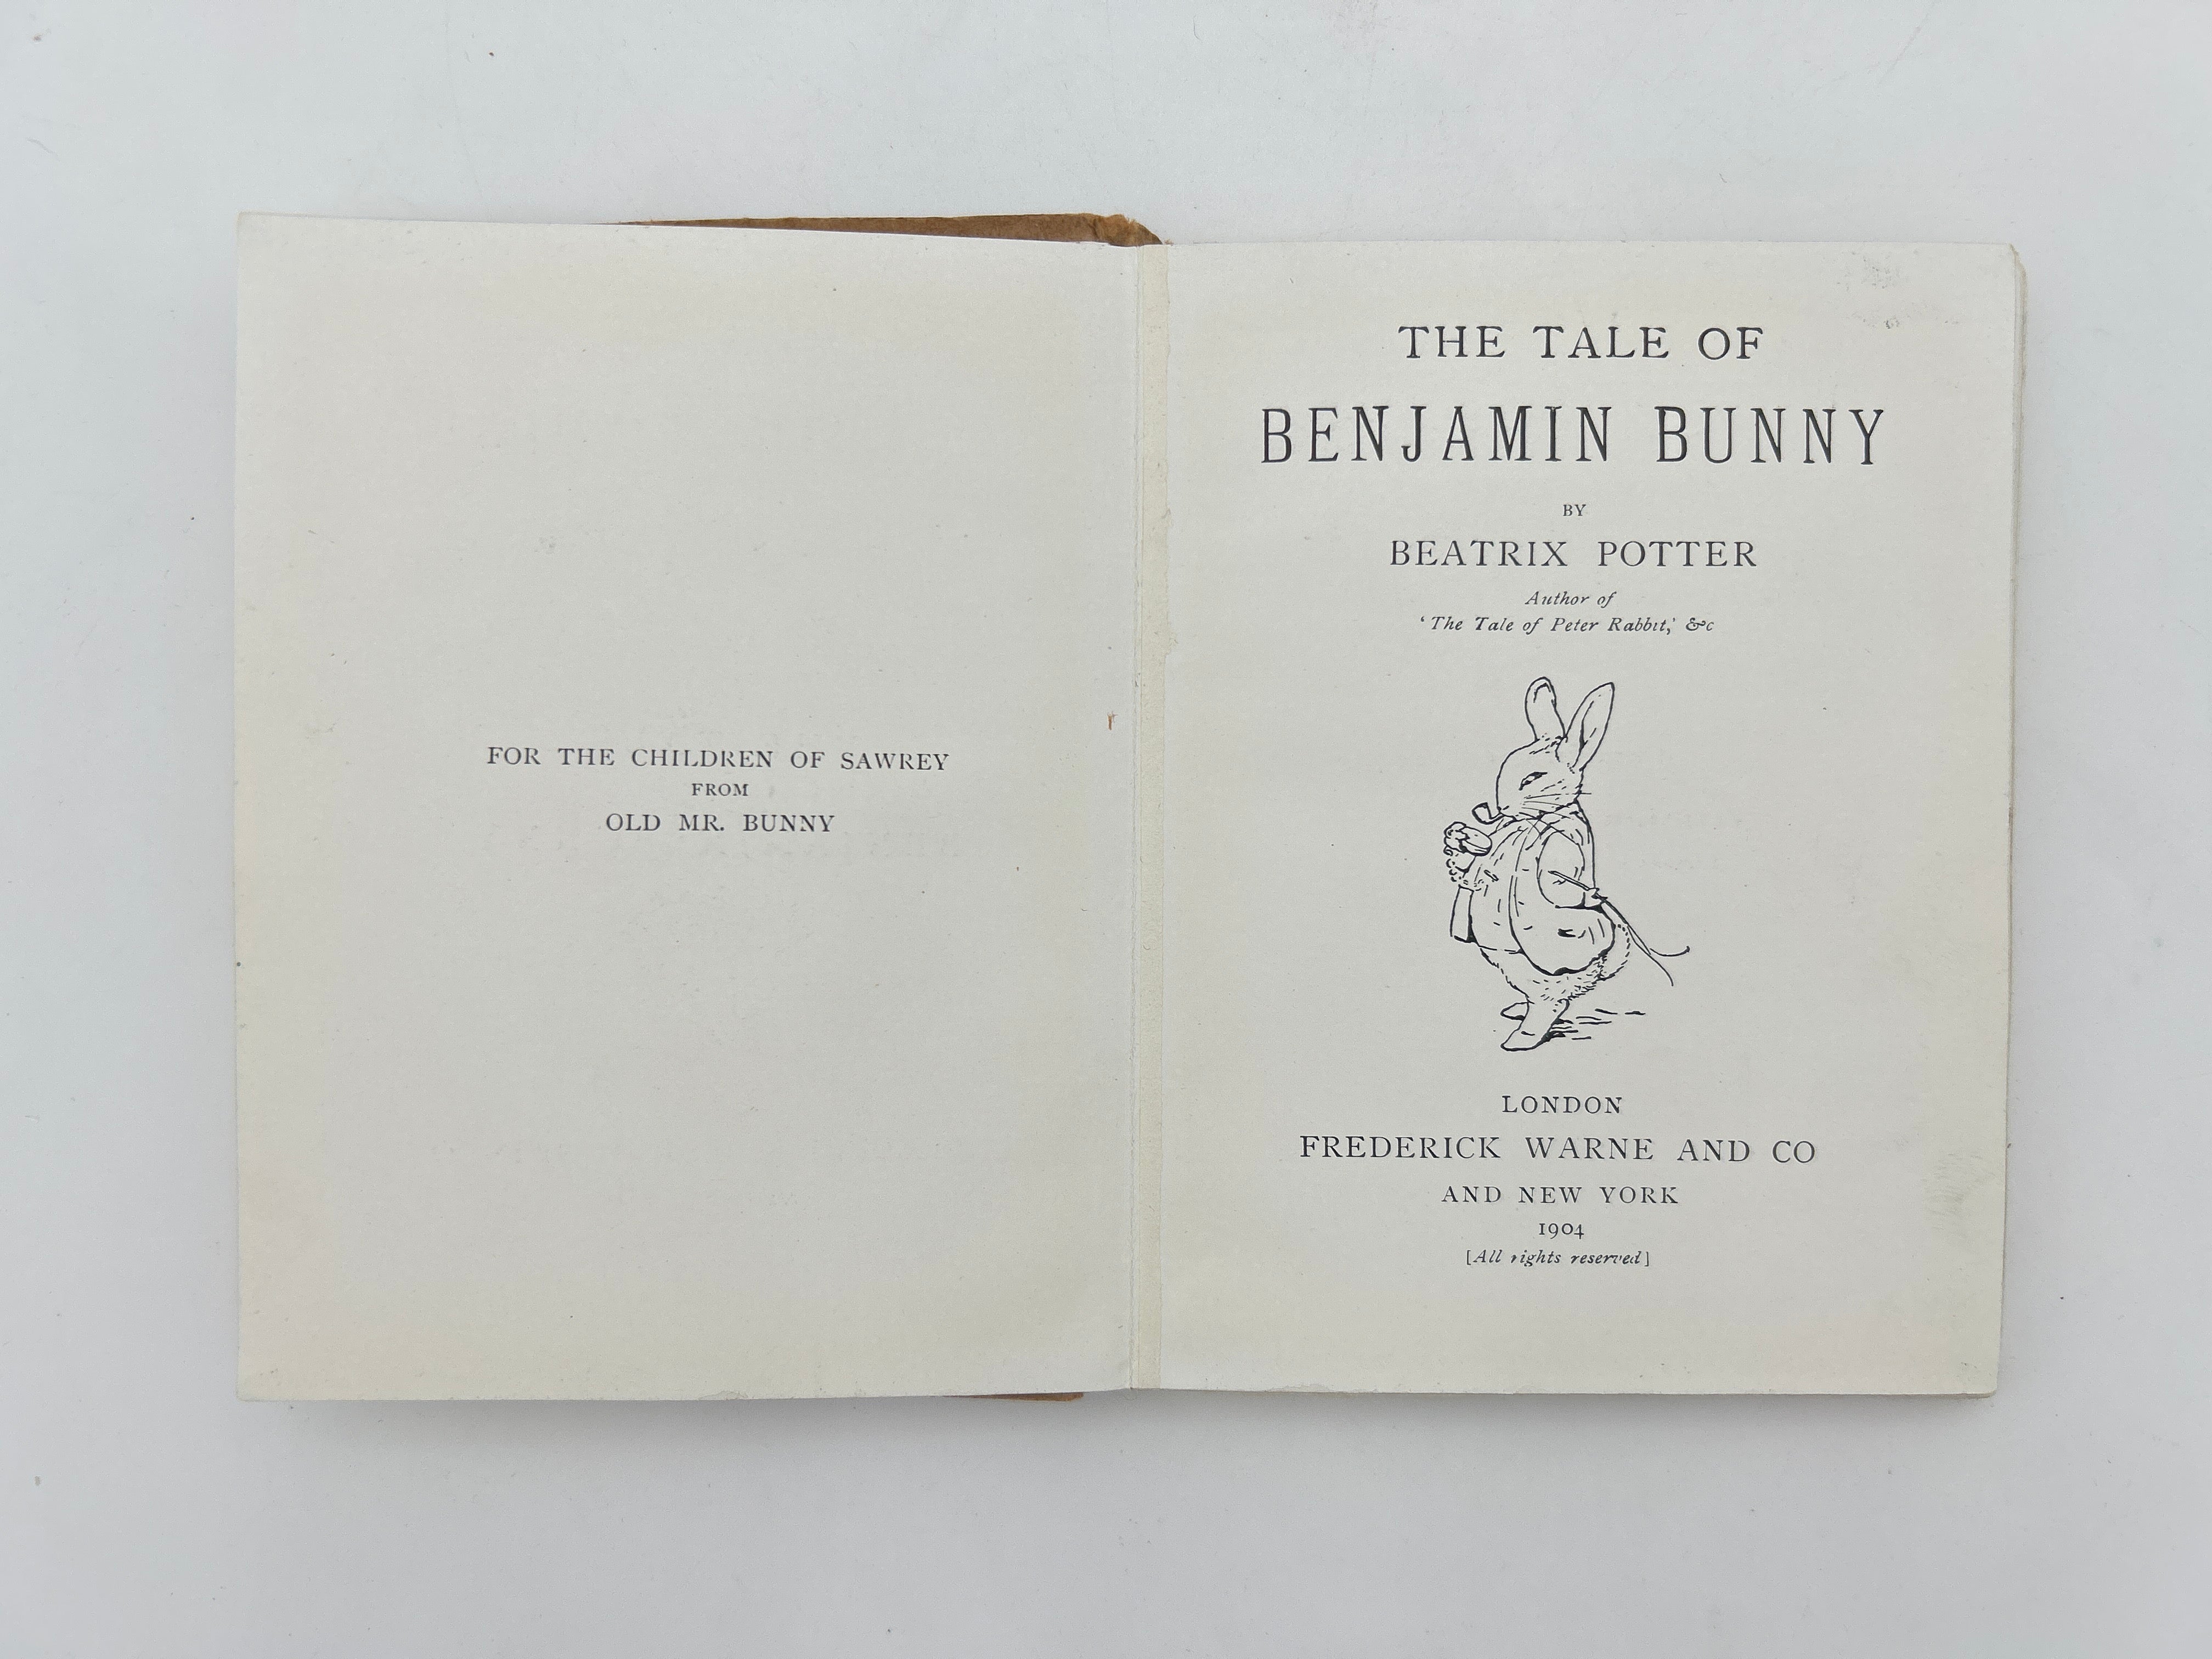 FOR THE CHILDREN OF SAWREY
FROM
OLD MR. BUNNY
THE TALE OF
BENJAMIN BUNNY
BY
BEATRIX POTTER
Author of
‘The Tale of Peter Rabbit,’ &c
LONDON
FREDERICK WARNE AND CO
AND NEW YORK
1904
[All rights reserved]